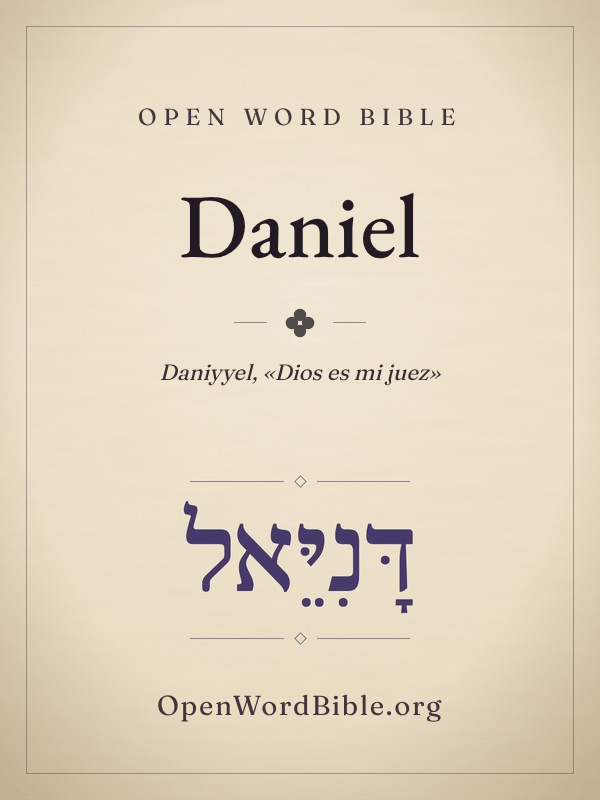 OPEN WORD BIBLE
Daniel
Daniyyel, «Dios es mi juez»
דָּנִיֵּאל
OpenWordBible.org